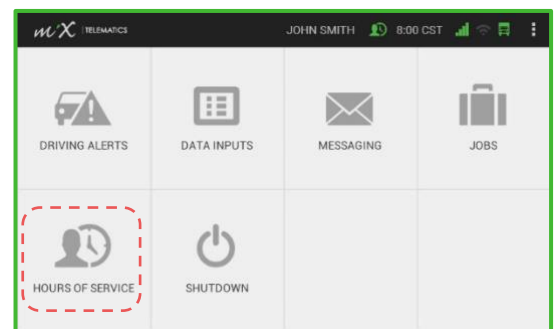 mix TELEMATICS JOHN SMITH 8:00 CST
DRIVING ALERTS DATA INPUTS MESSAGING JOBS
HOURS OF SERVICE SHUTDOWN